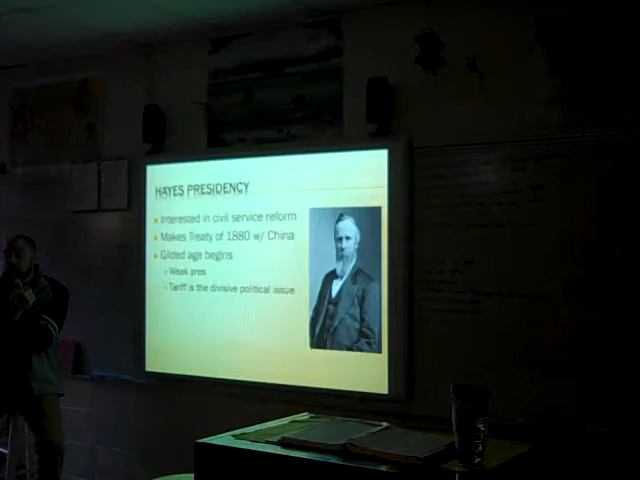 HAYES PRESIDENCY
Interested in civil service reform
Makes Treaty of 1880 w/ China
Gilded age begins
Weak pres
Tariff is the divisive political issue